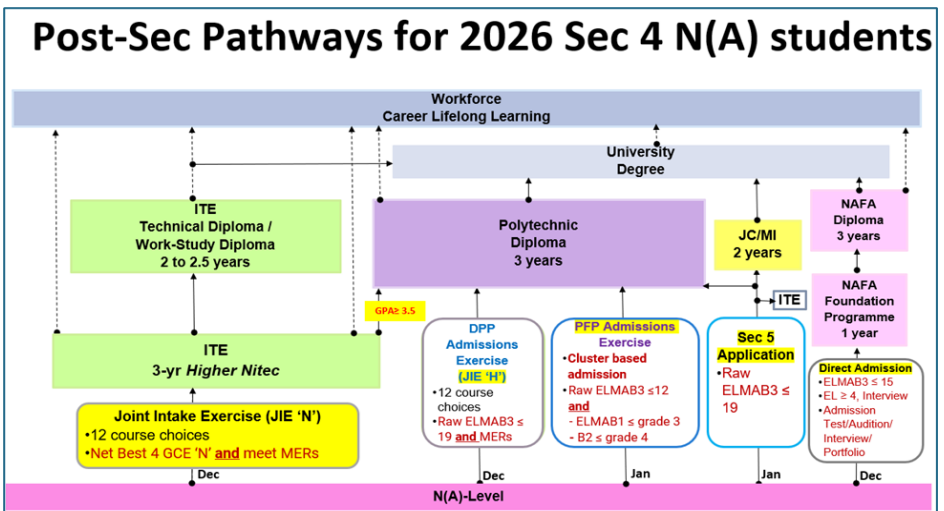 Post-Sec Pathways for 2026 Sec 4 N(A) students
Workforce
Career Lifelong Learning
University
Degree
ITE
Technical Diploma /
Work-Study Diploma
2 to 2.5 years
Polytechnic
Diploma
3 years
JC/MI
2 years
NAFA
Diploma
3 years
ITE
NAFA
Foundation
Programme
1 year
GPA≥ 3.5
ITE
3-yr Higher Nitec
DPP
Admissions
Exercise
(JIE ‘H’)
•12 course
choices
•Raw ELMAB3 ≤
19 and MERs
PFP Admissions
Exercise
•Cluster based
admission
•Raw ELMAB3 ≤12
and
- ELMAB1 ≤ grade 3
- B2 ≤ grade 4
Sec 5
Application
•Raw
ELMAB3 ≤
19
Direct Admission
•ELMAB3 ≤ 15
•EL ≥ 4, Interview
•Admission
Test/Audition/
Interview/
Portfolio
Joint Intake Exercise (JIE ‘N’)
•12 course choices
•Net Best 4 GCE ‘N’ and meet MERs
Dec
Dec
Jan
Jan
Dec
N(A)-Level